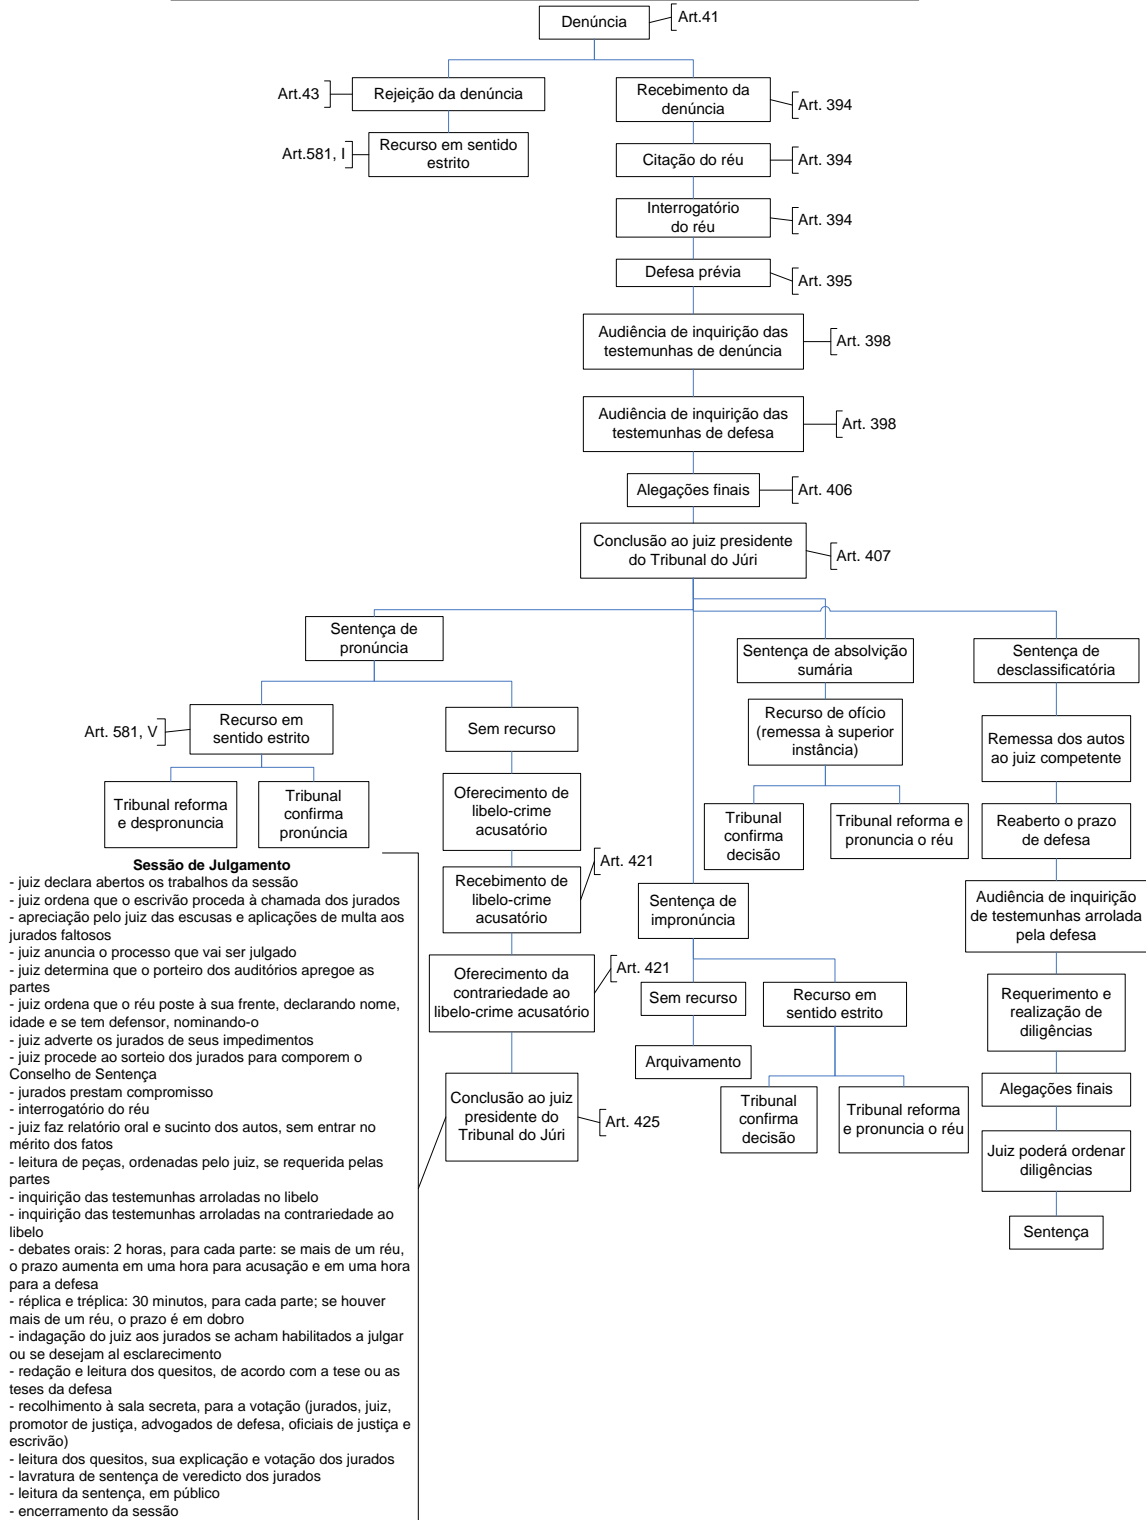 Denúncia
Art.41
Art.43
Rejeição da denúncia
Recebimento da
denúncia
Art. 394
Art.581, I
Recurso em sentido
estrito
Citação do réu
Art. 394
Interrogatório
do réu
Art. 394
Defesa prévia
Art. 395
Audiência de inquirição das
testemunhas de denúncia
Art. 398
Audiência de inquirição das
testemunhas de defesa
Art. 398
Alegações finais
Art. 406
Conclusão ao juiz presidente
do Tribunal do Júri
Art. 407
Sentença de
pronúncia
Sentença de absolvição
sumária
Sentença de
desclassificatória
Art. 581, V
Recurso em
sentido estrito
Sem recurso
Recurso de ofício
(remessa à superior
instância)
Remessa dos autos
ao juiz competente
Tribunal reforma
e despronuncia
Tribunal
confirma
pronúncia
Oferecimento de
libelo-crime
acusatório
Tribunal
confirma
decisão
Tribunal reforma e
pronuncia o réu
Reaberto o prazo
de defesa
Recebimento de
libelo-crime
acusatório
Art. 421
Sentença de
impronúncia
Audiência de inquirição
de testemunhas arrolada
pela defesa
Oferecimento da
contrariedade ao
libelo-crime acusatório
Art. 421
Sem recurso
Recurso em
sentido estrito
Requerimento e
realização de
diligências
Arquivamento
Conclusão ao juiz
presidente do
Tribunal do Júri
Art. 425
Tribunal
confirma
decisão
Tribunal reforma
e pronuncia o réu
Alegações finais
Juiz poderá ordenar
diligências
Sentença
Sessão de Julgamento
- juiz declara abertos os trabalhos da sessão
- juiz ordena que o escrivão proceda à chamada dos jurados
- apreciação pelo juiz das escusas e aplicações de multa aos
jurados faltosos
- juiz anuncia o processo que vai ser julgado
- juiz determina que o porteiro dos auditórios apregoe as
partes
- juiz ordena que o réu poste à sua frente, declarando nome,
idade e se tem defensor, nominando-o
- juiz adverte os jurados de seus impedimentos
- juiz procede ao sorteio dos jurados para comporem o
Conselho de Sentença
- jurados prestam compromisso
- interrogatório do réu
- juiz faz relatório oral e sucinto dos autos, sem entrar no
mérito dos fatos
- leitura de peças, ordenadas pelo juiz, se requerida pelas
partes
- inquirição das testemunhas arroladas no libelo
- inquirição das testemunhas arroladas na contrariedade ao
libelo
- debates orais: 2 horas, para cada parte: se mais de um réu,
o prazo aumenta em uma hora para acusação e em uma hora
para a defesa
- réplica e tréplica: 30 minutos, para cada parte; se houver
mais de um réu, o prazo é em dobro
- indagação do juiz aos jurados se acham habilitados a julgar
ou se desejam al esclarecimento
- redação e leitura dos quesitos, de acordo com a tese ou as
teses da defesa
- recolhimento à sala secreta, para a votação (jurados, juiz,
promotor de justiça, advogados de defesa, oficiais de justiça e
escrivão)
- leitura dos quesitos, sua explicação e votação dos jurados
- lavratura de sentença de veredicto dos jurados
- leitura da sentença, em público
- encerramento da sessão